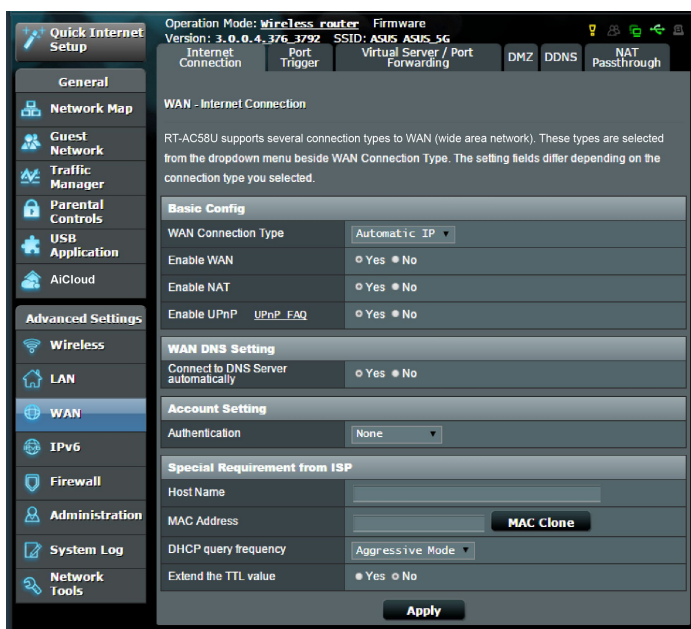 Quick Internet
Setup
General
Network Map
Guest
Network
Traffic
Manager
Parental
Controls
USB
Application
AiCloud
Advanced Settings
Wireless
LAN
WAN
IPv6
Firewall
Administration
System Log
Network
Tools
Operation Mode: Wireless router Firmware
Version: 3.0.0.4.376_3792 SSID: ASUS ASUS_5G
Internet
Connection
Port
Trigger
Virtual Server / Port
Forwarding
DMZ
DDNS
NAT
Passthrough
WAN - Internet Connection
RT-AC58U supports several connection types to WAN (wide area network). These types are selected
from the dropdown menu beside WAN Connection Type. The setting fields differ depending on the
connection type you selected.
Basic Config
WAN Connection Type Automatic IP
Enable WAN Yes No
Enable NAT Yes No
Enable UPnP UPnP FAQ Yes No
WAN DNS Setting
Connect to DNS Server
automatically Yes No
Account Setting
Authentication None
Special Requirement from ISP
Host Name
MAC Address MAC Clone
DHCP query frequency Aggressive Mode
Extend the TTL value Yes No
Apply